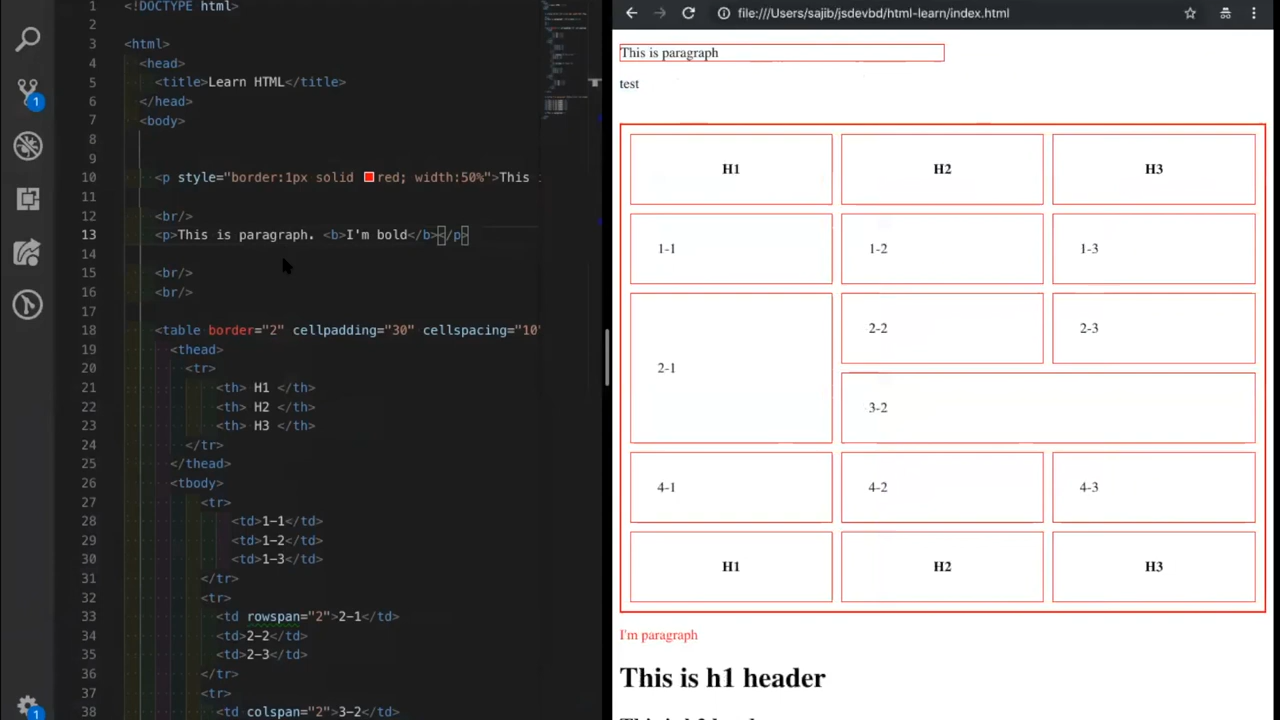 1 <!DOCTYPE html>
2
3 <html>
4 <head>
5 <title>Learn HTML</title>
6 </head>
7 <body>
8
9
10 <p style="border:1px solid red; width:50%">This i
11
12 <br/>
13 <p>This is paragraph. <b>I'm bold</b></p>
14
15 <br/>
16 <br/>
17
18 <table border="2" cellpadding="30" cellspacing="10"
19 <thead>
20 <tr>
21 <th> H1 </th>
22 <th> H2 </th>
23 <th> H3 </th>
24 </tr>
25 </thead>
26 <tbody>
27 <tr>
28 <td>1-1</td>
29 <td>1-2</td>
30 <td>1-3</td>
31 </tr>
32 <tr>
33 <td rowspan="2">2-1</td>
34 <td>2-2</td>
35 <td>2-3</td>
36 </tr>
37 <tr>
38 <td colspan="2">3-2</td>
1
1
file:///Users/sajib/jsdevbd/html-learn/index.html
This is paragraph
test
H1 H2 H3
1-1 1-2 1-3
2-1 2-2 2-3
3-2
4-1 4-2 4-3
H1 H2 H3
I'm paragraph
This is h1 header